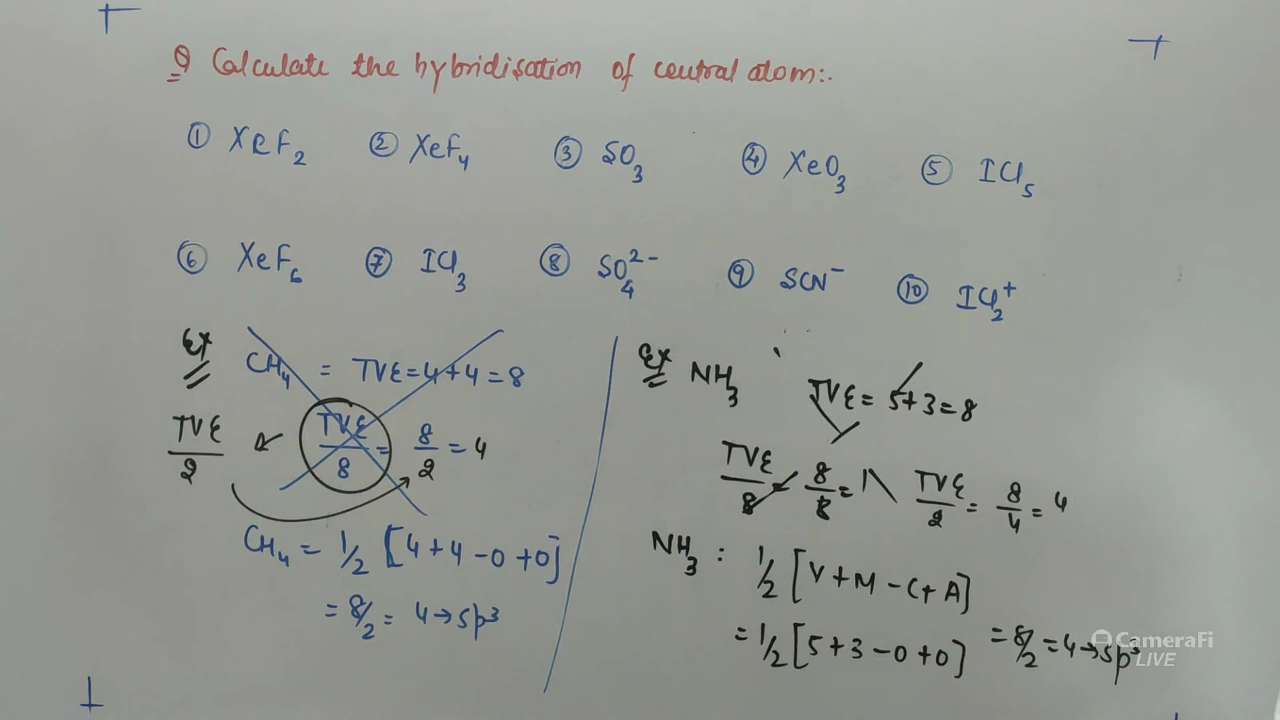 Q Calculate the hybridisation of central atom:.
① XeF₂ ② XeF₄ ③ SO₃ ④ XeO₃ ⑤ ICl₅
⑥ XeF₆ ⑦ ICl₃ ⑧ SO₄²⁻ ⑨ SCN⁻ ⑩ ICl₂⁺
Ex CH₄ = TVE = 4+4 = 8
TVE/2 ← TVE/8 = 8/2 = 4
CH₄ = 1/2 [4+4-0+0]
= 8/2 = 4 → sp³
Ex NH₃ TVE = 5+3 = 8
TVE/8 = 8/8 = 1 \ TVE/2 = 8/4 = 4
NH₃ : 1/2 [V+M-C+A]
= 1/2 [5+3-0+0] = 8/2 = 4 → sp³
CameraFi
LIVE